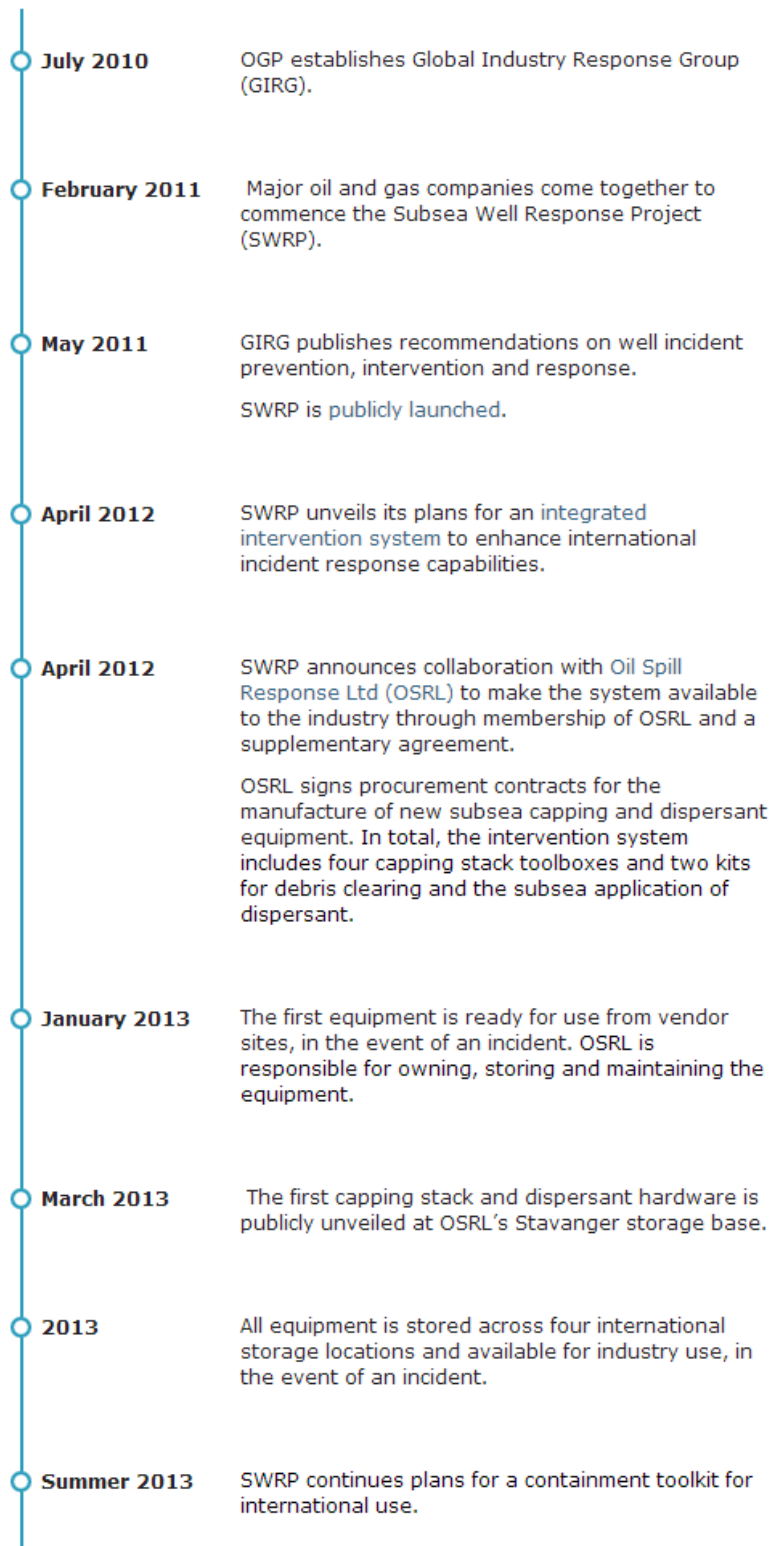 July 2010
OGP establishes Global Industry Response Group
(GIRG).
February 2011
Major oil and gas companies come together to
commence the Subsea Well Response Project
(SWRP).
May 2011
GIRG publishes recommendations on well incident
prevention, intervention and response.
SWRP is publicly launched.
April 2012
SWRP unveils its plans for an integrated
intervention system to enhance international
incident response capabilities.
April 2012
SWRP announces collaboration with Oil Spill
Response Ltd (OSRL) to make the system available
to the industry through membership of OSRL and a
supplementary agreement.
OSRL signs procurement contracts for the
manufacture of new subsea capping and dispersant
equipment. In total, the intervention system
includes four capping stack toolboxes and two kits
for debris clearing and the subsea application of
dispersant.
January 2013
The first equipment is ready for use from vendor
sites, in the event of an incident. OSRL is
responsible for owning, storing and maintaining the
equipment.
March 2013
The first capping stack and dispersant hardware is
publicly unveiled at OSRL´s Stavanger storage base.
2013
All equipment is stored across four international
storage locations and available for industry use, in
the event of an incident.
Summer 2013
SWRP continues plans for a containment toolkit for
international use.